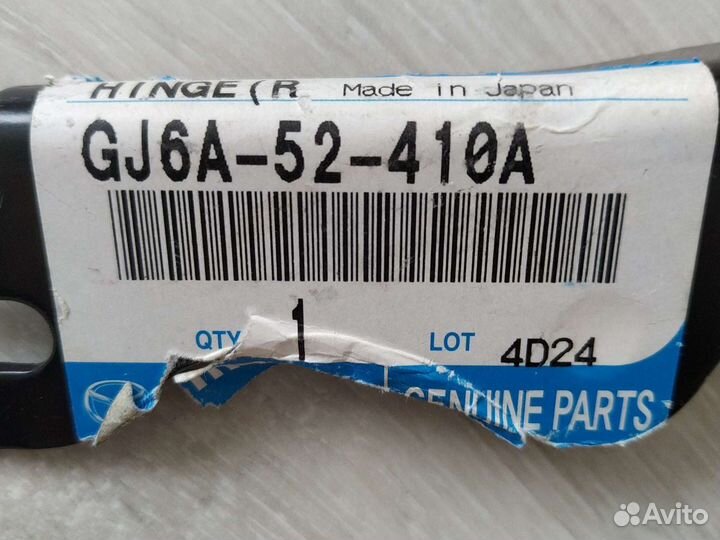 HINGE(R Made in Japan
GJ6A-52-410A
QTY 1 LOT 4D24
GENUINE PARTS
Avito